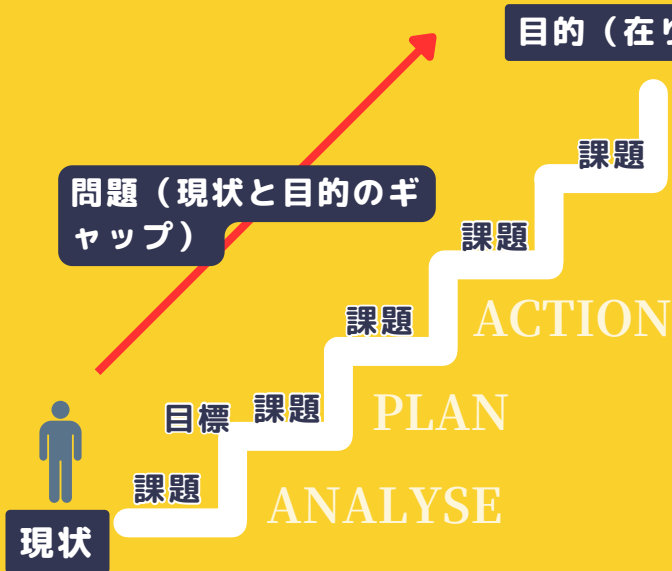 目的（在り
課題
問題（現状と目的のギ
ャップ）
課題
課題
ACTION
目標
課題
PLAN
課題
ANALYSE
現状